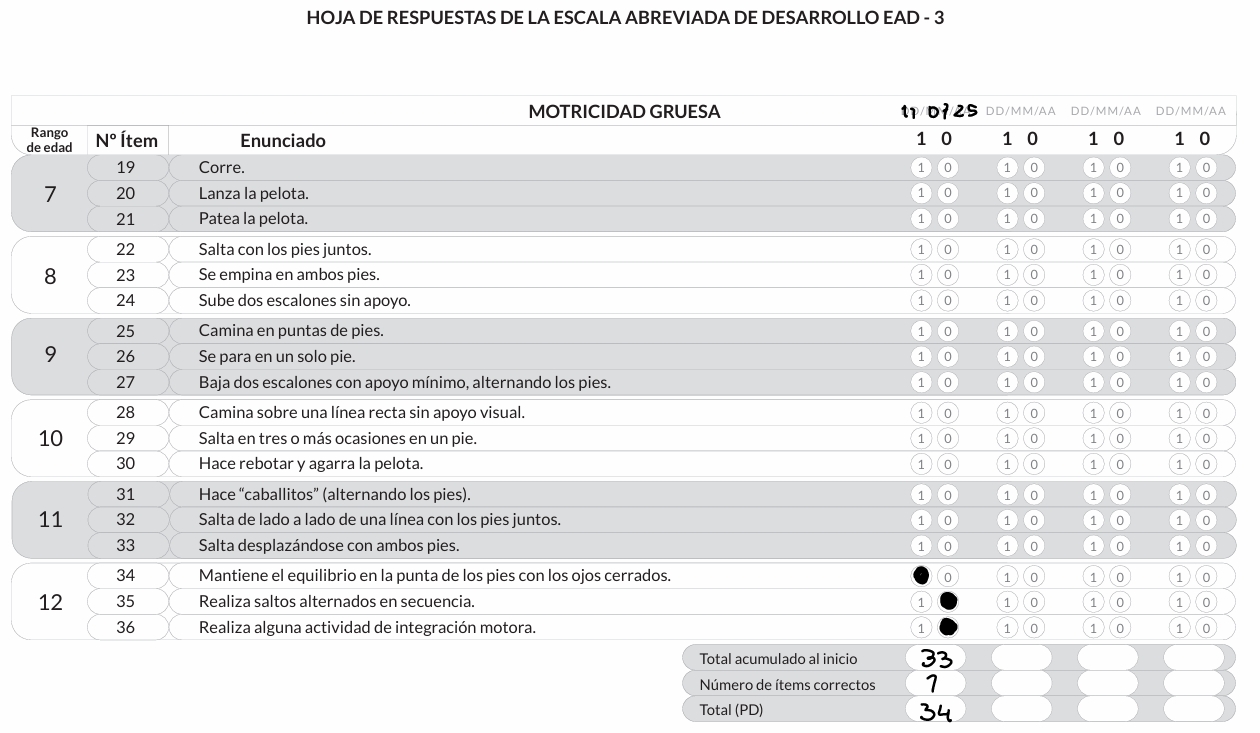 HOJA DE RESPUESTAS DE LA ESCALA ABREVIADA DE DESARROLLO EAD - 3
MOTRICIDAD GRUESA 11 07 25 DD/MM/AA DD/MM/AA DD/MM/AA
Rango de edad Nº Ítem Enunciado 1 0 1 0 1 0 1 0
7
19 Corre. 1 0 1 0 1 0 1 0
20 Lanza la pelota. 1 0 1 0 1 0 1 0
21 Patea la pelota. 1 0 1 0 1 0 1 0
8
22 Salta con los pies juntos. 1 0 1 0 1 0 1 0
23 Se empina en ambos pies. 1 0 1 0 1 0 1 0
24 Sube dos escalones sin apoyo. 1 0 1 0 1 0 1 0
9
25 Camina en puntas de pies. 1 0 1 0 1 0 1 0
26 Se para en un solo pie. 1 0 1 0 1 0 1 0
27 Baja dos escalones con apoyo mínimo, alternando los pies. 1 0 1 0 1 0 1 0
10
28 Camina sobre una línea recta sin apoyo visual. 1 0 1 0 1 0 1 0
29 Salta en tres o más ocasiones en un pie. 1 0 1 0 1 0 1 0
30 Hace rebotar y agarra la pelota. 1 0 1 0 1 0 1 0
11
31 Hace “caballitos” (alternando los pies). 1 0 1 0 1 0 1 0
32 Salta de lado a lado de una línea con los pies juntos. 1 0 1 0 1 0 1 0
33 Salta desplazándose con ambos pies. 1 0 1 0 1 0 1 0
12
34 Mantiene el equilibrio en la punta de los pies con los ojos cerrados. 0 1 0 1 0 1 0
35 Realiza saltos alternados en secuencia. 1 1 0 1 0 1 0
36 Realiza alguna actividad de integración motora. 1 1 0 1 0 1 0
Total acumulado al inicio 33
Número de ítems correctos 1
Total (PD) 34